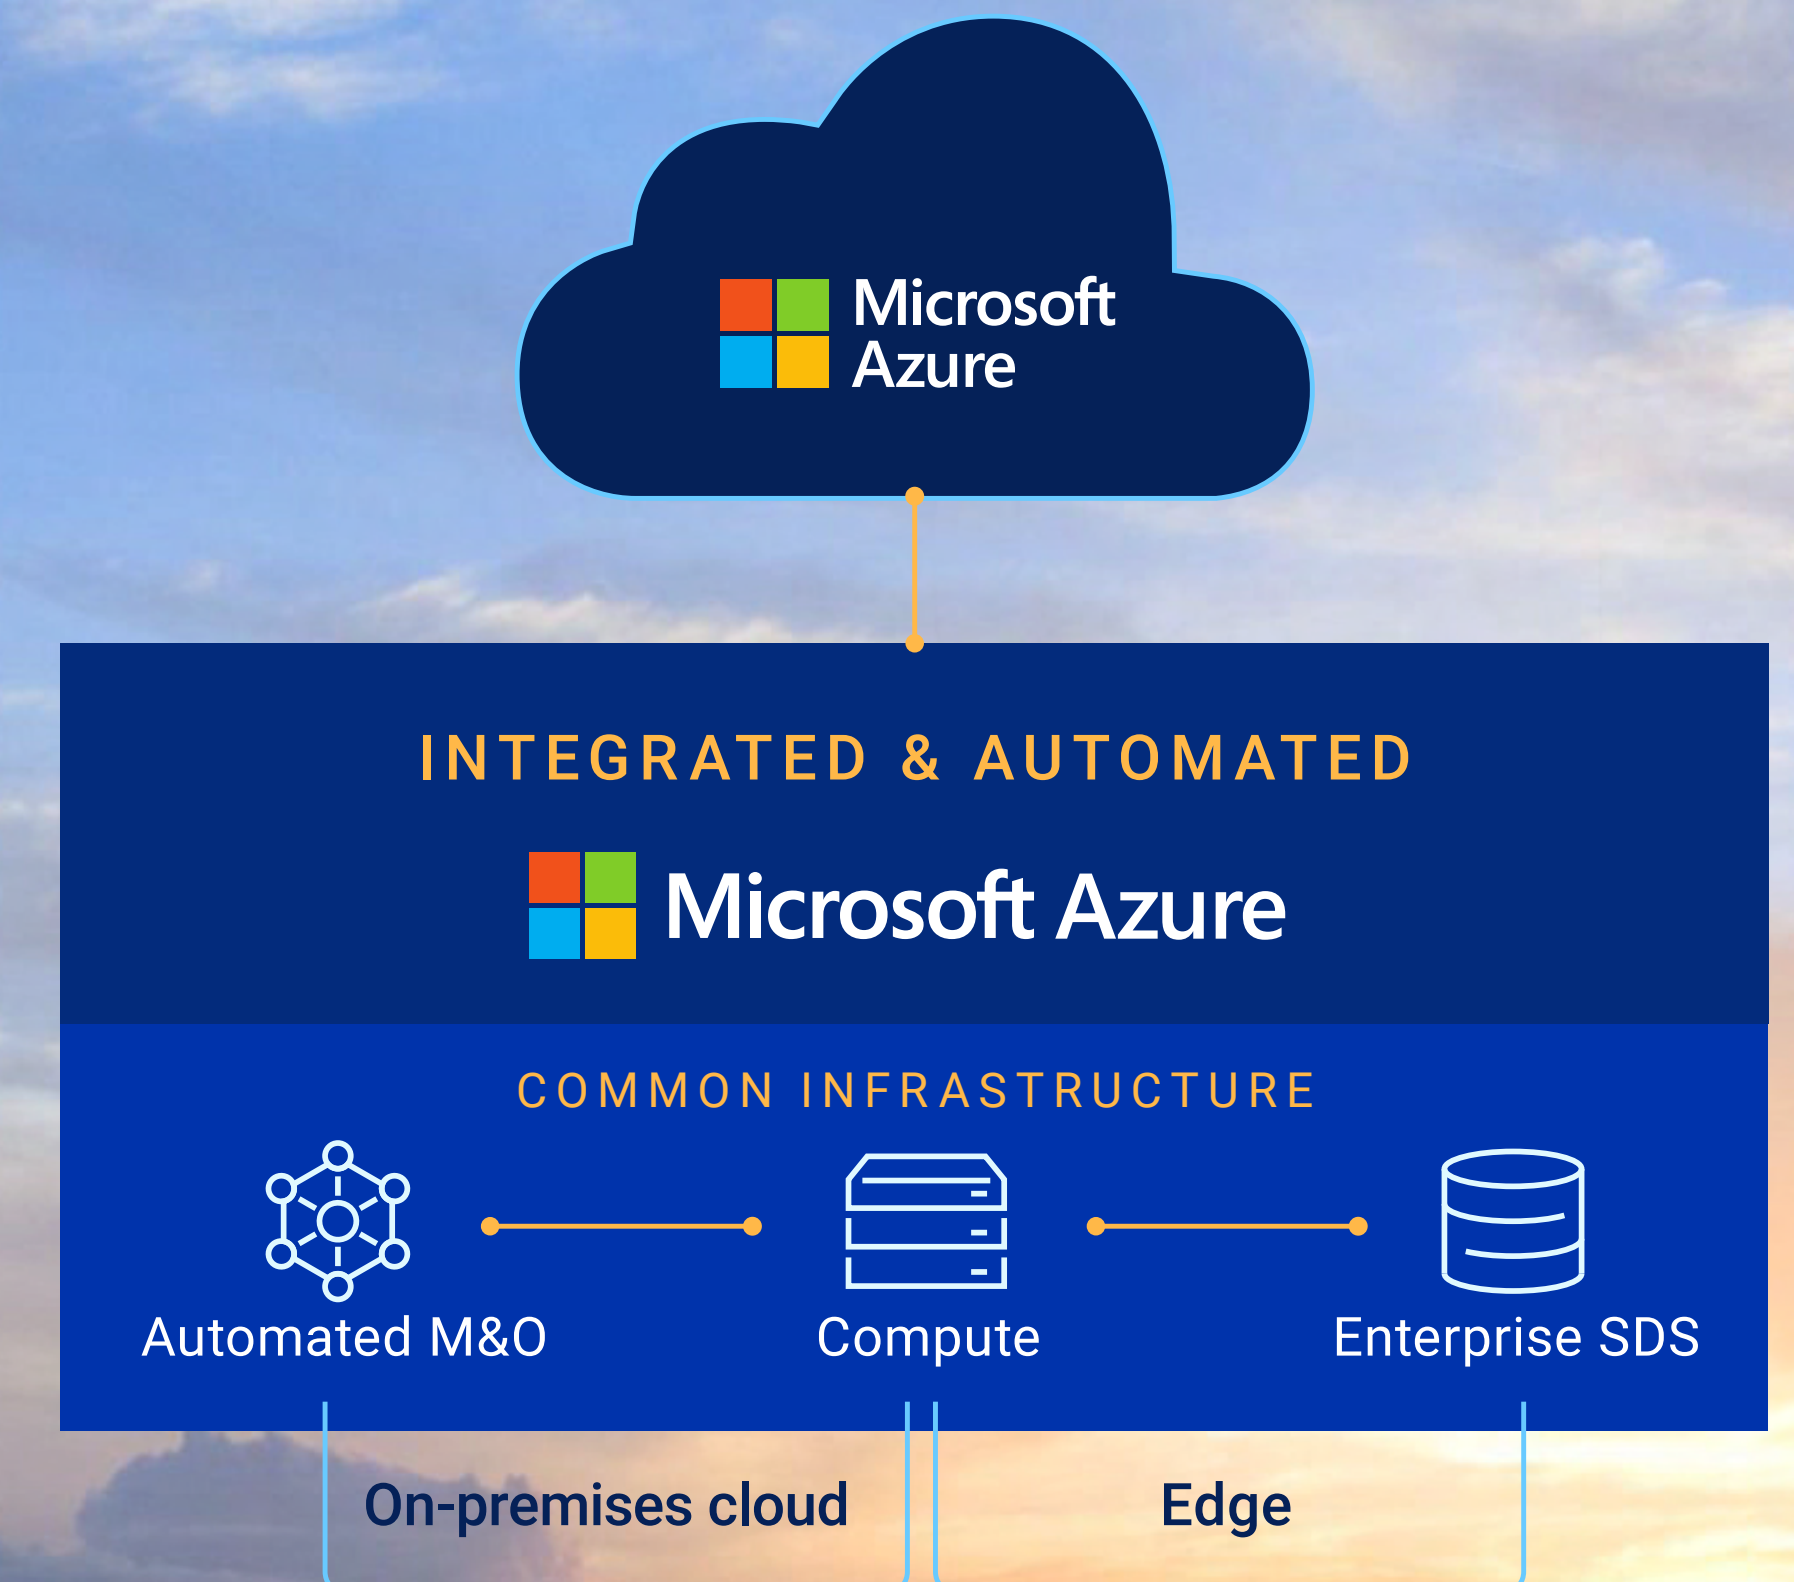 Microsoft
Azure
INTEGRATED & AUTOMATED
Microsoft Azure
COMMON INFRASTRUCTURE
Automated M&O
Compute
Enterprise SDS
On-premises cloud
Edge